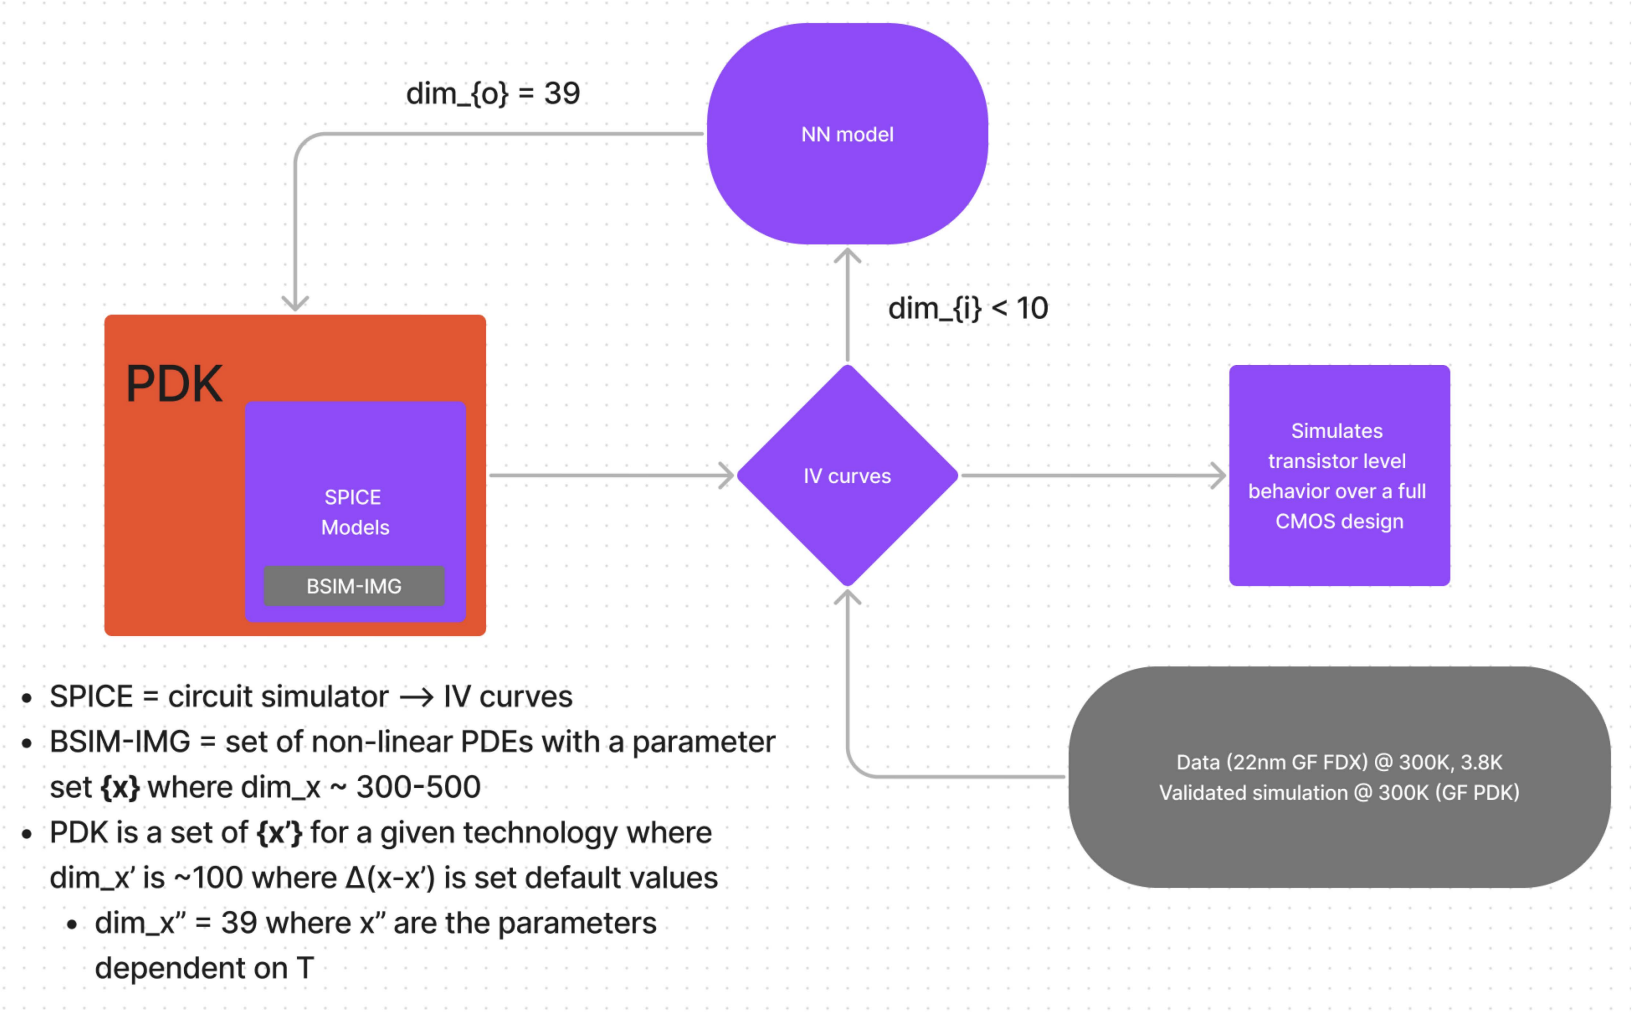 dim_{o} = 39
NN model
dim_{i} < 10
PDK
SPICE
Models
BSIM-IMG
IV curves
Simulates
transistor level
behavior over a full
CMOS design
Data (22nm GF FDX) @ 300K, 3.8K
Validated simulation @ 300K (GF PDK)
• SPICE = circuit simulator → IV curves
• BSIM-IMG = set of non-linear PDEs with a parameter
set {x} where dim_x ~ 300-500
• PDK is a set of {x’} for a given technology where
dim_x’ is ~100 where Δ(x-x’) is set default values
• dim_x” = 39 where x” are the parameters
dependent on T